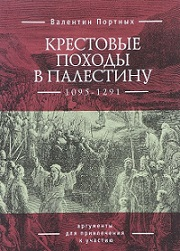 Валентин Портных
КРЕСТОВЫЕ
ПОХОДЫ
В ПАЛЕСТИНУ
1095-1291
аргументы
для привлечения
к участию